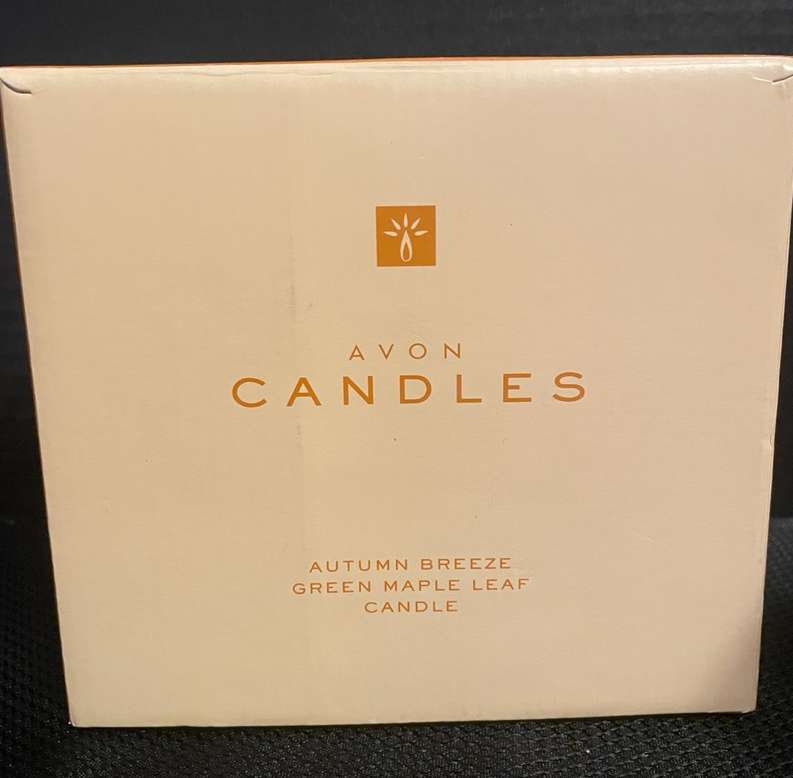 AVON
CANDLES
AUTUMN BREEZE
GREEN MAPLE LEAF
CANDLE